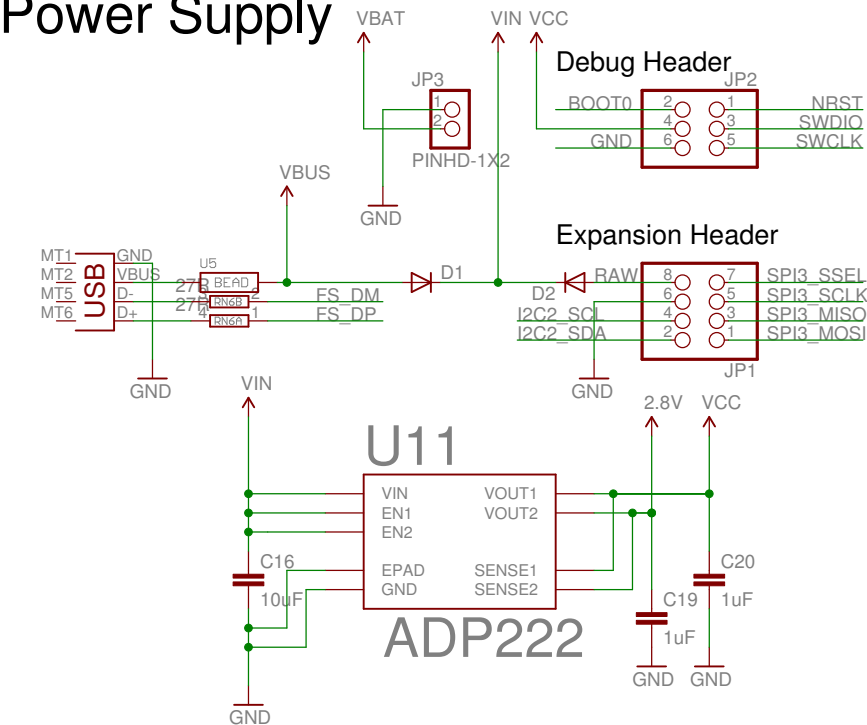 Power Supply
VBAT
VIN VCC
Debug Header
JP3
1
2
PINHD-1X2
GND
JP2
BOOT0 2 1 NRST
4 3 SWDIO
GND 6 5 SWCLK
VBUS
Expansion Header
MT1 GND
MT2 VBUS
MT5 D-
MT6 D+
USB
U5
BEAD
27R RN6B 2 FS_DM
27R 4 RN6A 1 FS_DP
GND
D1
D2
RAW 8 7 SPI3_SSEL
6 5 SPI3_SCLK
I2C2_SCL 4 3 SPI3_MISO
I2C2_SDA 2 1 SPI3_MOSI
GND
JP1
VIN
2.8V VCC
U11
VIN VOUT1
EN1 VOUT2
EN2
EPAD SENSE1
GND SENSE2
ADP222
C16
10uF
C20
1uF
C19
1uF
GND GND
GND